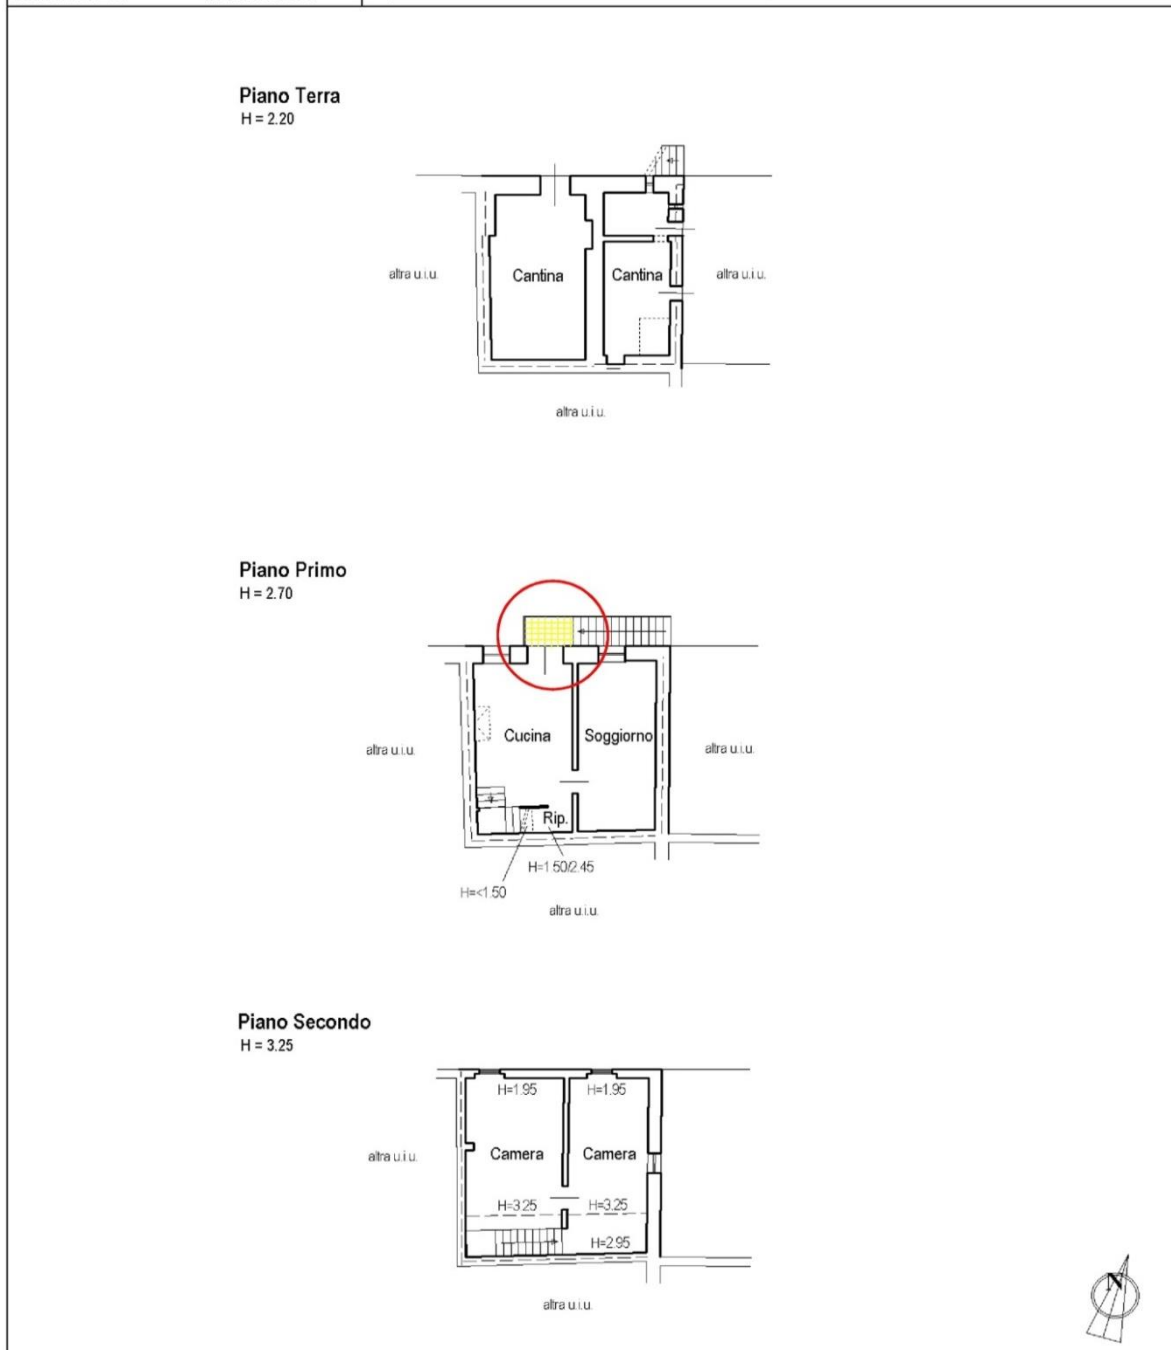 Piano Terra
H = 2.20
altra u.i.u.
Cantina
Cantina
altra u.i.u.
altra u.i.u.
Piano Primo
H = 2.70
altra u.i.u.
Cucina
Soggiorno
altra u.i.u.
Rip.
H=1.50/2.45
H=<1.50
altra u.i.u.
Piano Secondo
H = 3.25
H=1.95
H=1.95
altra u.i.u.
Camera
Camera
H=3.25
H=3.25
H=2.95
altra u.i.u.
N